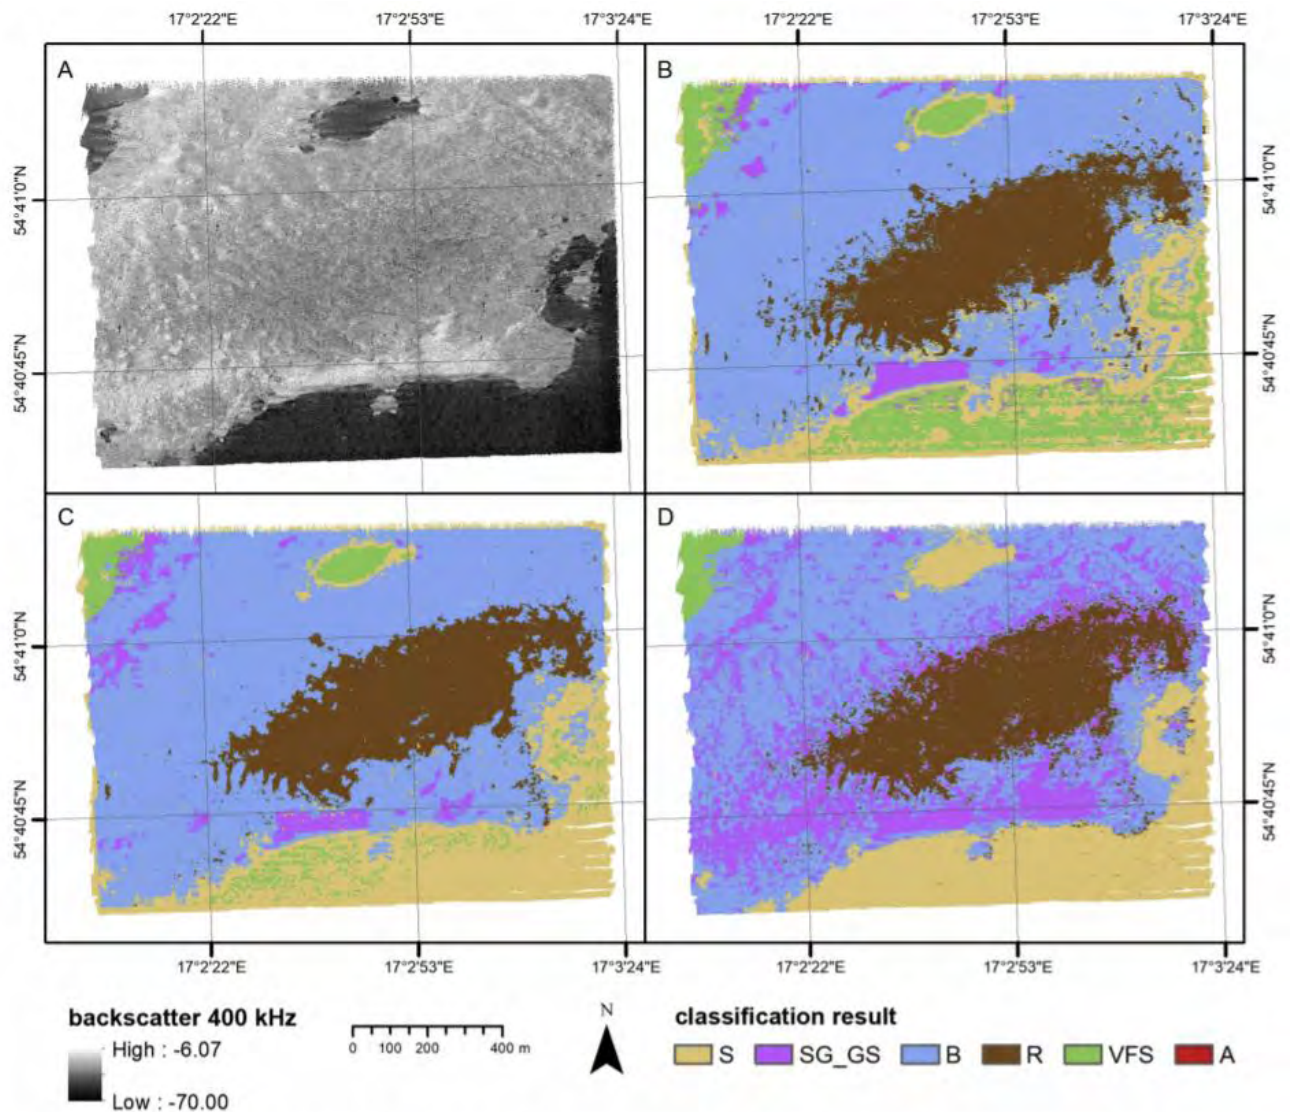 17°2'22"E 17°2'53"E 17°3'24"E 17°2'22"E 17°2'53"E 17°3'24"E
A B
54°41'0"N 54°41'0"N
54°40'45"N 54°40'45"N
C D
54°41'0"N 54°41'0"N
54°40'45"N 54°40'45"N
17°2'22"E 17°2'53"E 17°3'24"E 17°2'22"E 17°2'53"E 17°3'24"E
backscatter 400 kHz
High : -6.07
Low : -70.00
0 100 200 400 m
N
classification result
S SG_GS B R VFS A